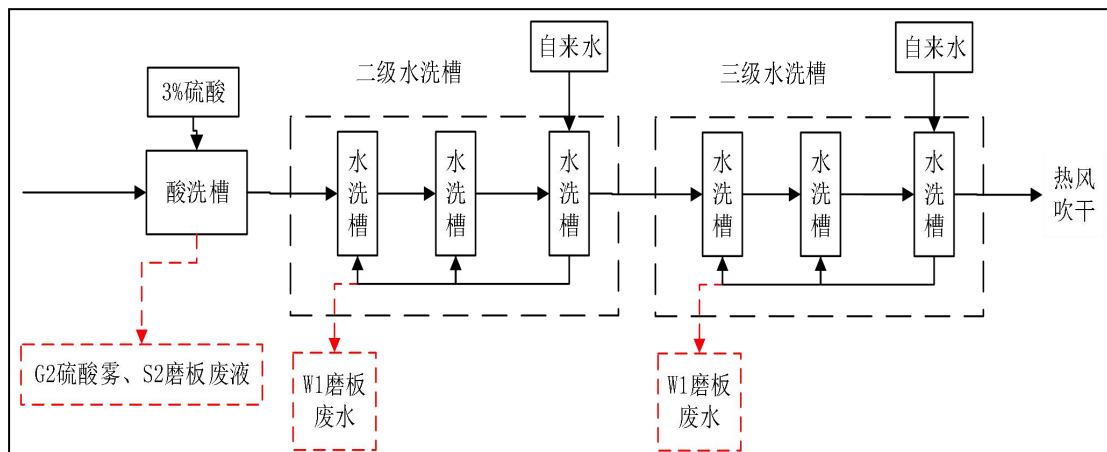 自来水
自来水
二级水洗槽
三级水洗槽
3%硫酸
酸洗槽
水洗槽
水洗槽
水洗槽
水洗槽
水洗槽
水洗槽
热风
吹干
G2硫酸雾、S2磨板废液
W1磨板
废水
W1磨板
废水